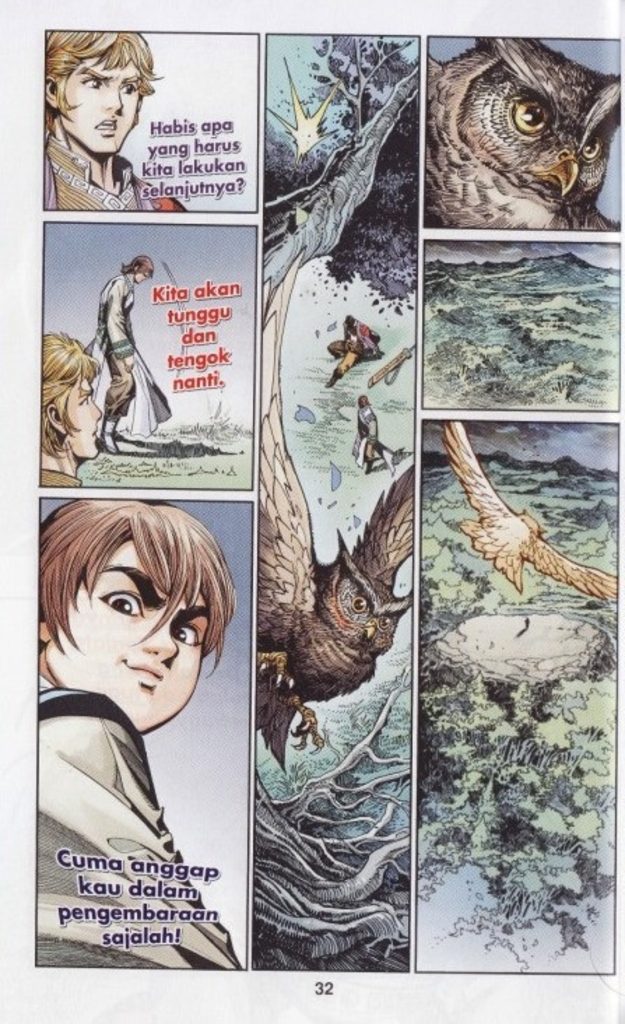 Habis apa
yang harus
kita lakukan
selanjutnya?
Kita akan
tunggu
dan
tengok
nanti.
Cuma anggap
kau dalam
pengembaraan
sajalah!
32